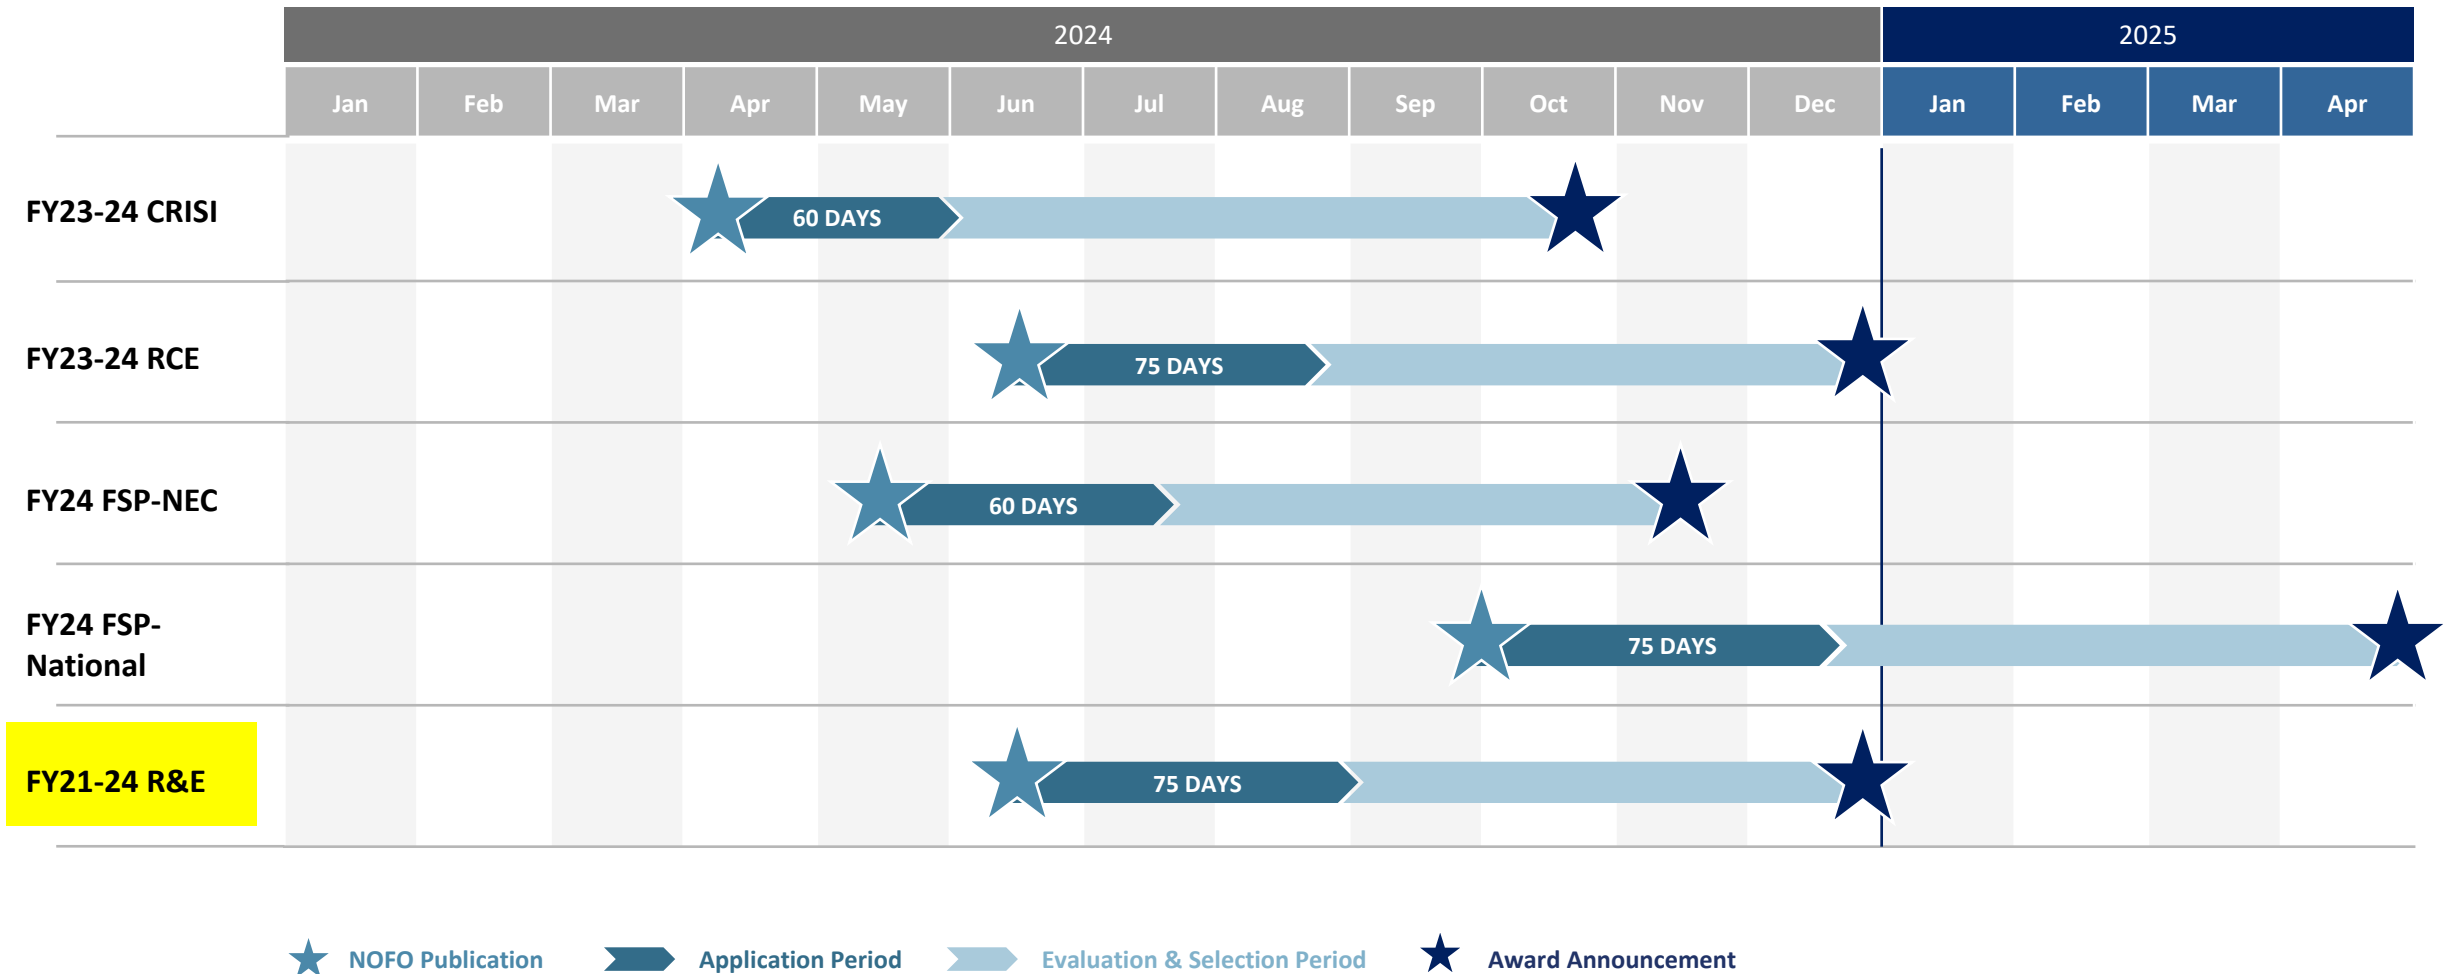 2024 2025
Jan Feb Mar Apr May Jun Jul Aug Sep Oct Nov Dec Jan Feb Mar Apr
FY23-24 CRISI
60 DAYS
FY23-24 RCE
75 DAYS
FY24 FSP-NEC
60 DAYS
FY24 FSP-
National
75 DAYS
FY21-24 R&E
75 DAYS
NOFO Publication Application Period Evaluation & Selection Period Award Announcement